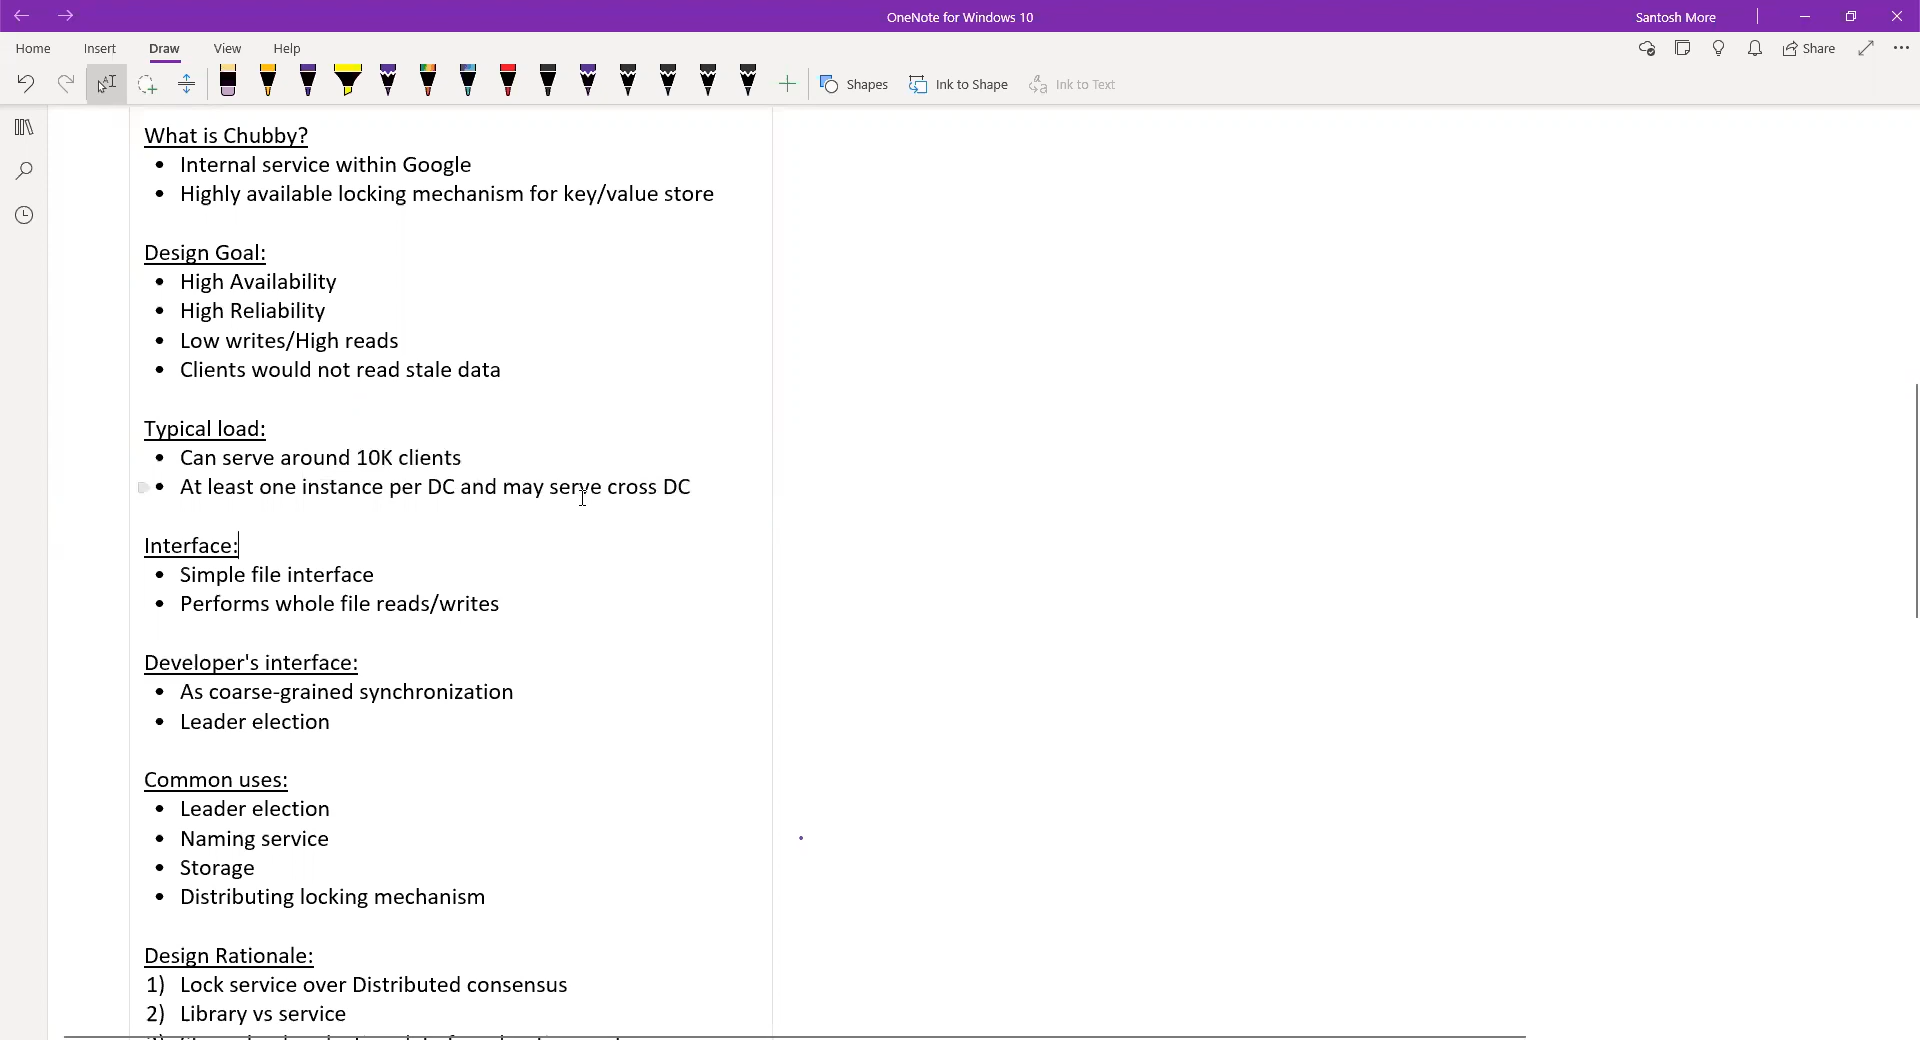 OneNote for Windows 10
Santosh More
Home
Insert
Draw
View
Help
Share
Shapes
Ink to Shape
Ink to Text
What is Chubby?
• Internal service within Google
• Highly available locking mechanism for key/value store
Design Goal:
• High Availability
• High Reliability
• Low writes/High reads
• Clients would not read stale data
Typical load:
• Can serve around 10K clients
• At least one instance per DC and may serve cross DC
Interface:
• Simple file interface
• Performs whole file reads/writes
Developer's interface:
• As coarse-grained synchronization
• Leader election
Common uses:
• Leader election
• Naming service
• Storage
• Distributing locking mechanism
Design Rationale:
1) Lock service over Distributed consensus
2) Library vs service